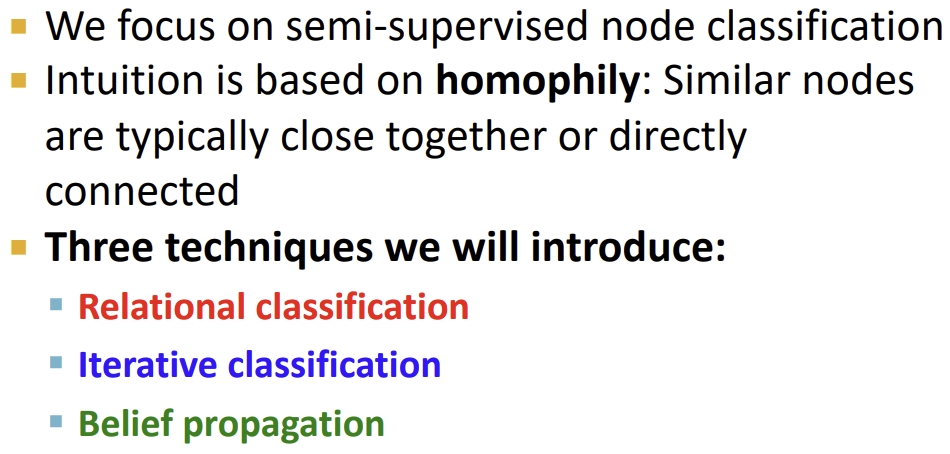 We focus on semi-supervised node classification
Intuition is based on homophily: Similar nodes
are typically close together or directly
connected
Three techniques we will introduce:
Relational classification
Iterative classification
Belief propagation